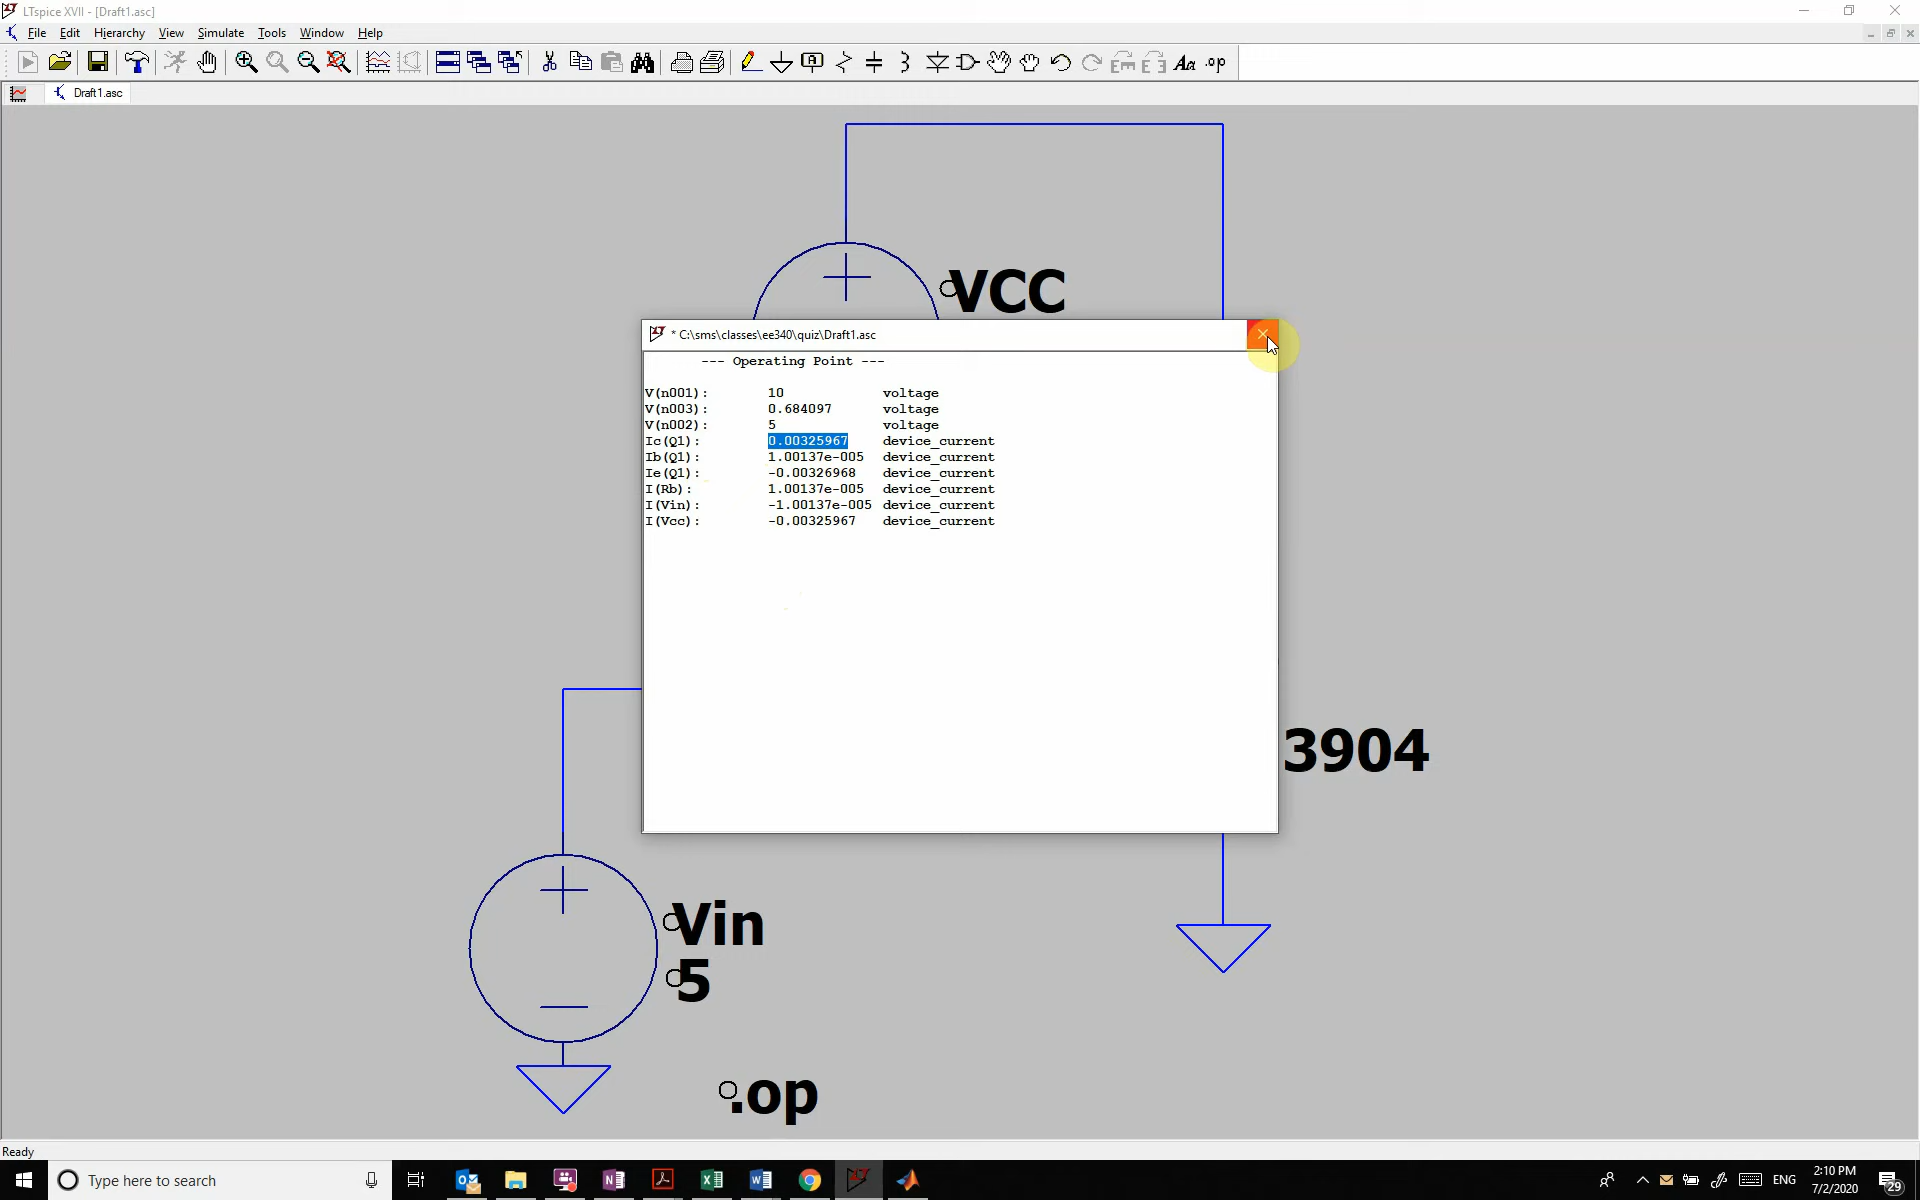 LTspice XVII - [Draft1.asc]
File Edit Hierarchy View Simulate Tools Window Help
Aa .op
Draft1.asc
VCC
* C:\sms\classes\ee340\quiz\Draft1.asc
--- Operating Point ---
V(n001): 10 voltage
V(n003): 0.684097 voltage
V(n002): 5 voltage
Ic(Q1): 0.00325967 device_current
Ib(Q1): 1.00137e-005 device_current
Ie(Q1): -0.00326968 device_current
I(Rb): 1.00137e-005 device_current
I(Vin): -1.00137e-005 device_current
I(Vcc): -0.00325967 device_current
3904
Vin
5
.op
Ready
Type here to search
ENG
2:10 PM
7/2/2020
29